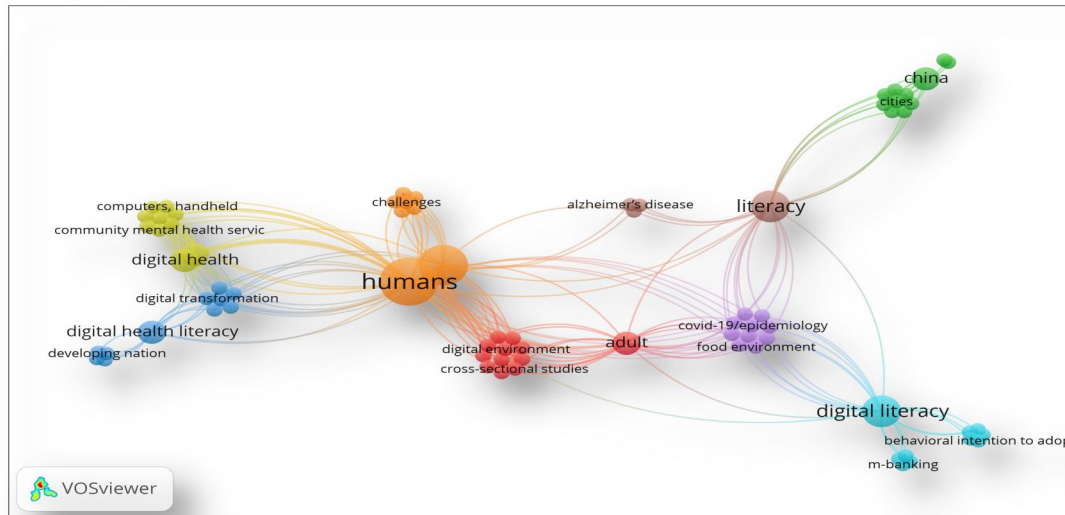 china
cities
computers, handheld
challenges
alzheimer's disease
literacy
community mental health servic
digital health
humans
digital transformation
covid-19/epidemiology
digital health literacy
adult
food environment
digital environment
developing nation
cross-sectional studies
digital literacy
behavioral intention to adop
m-banking
VOSviewer